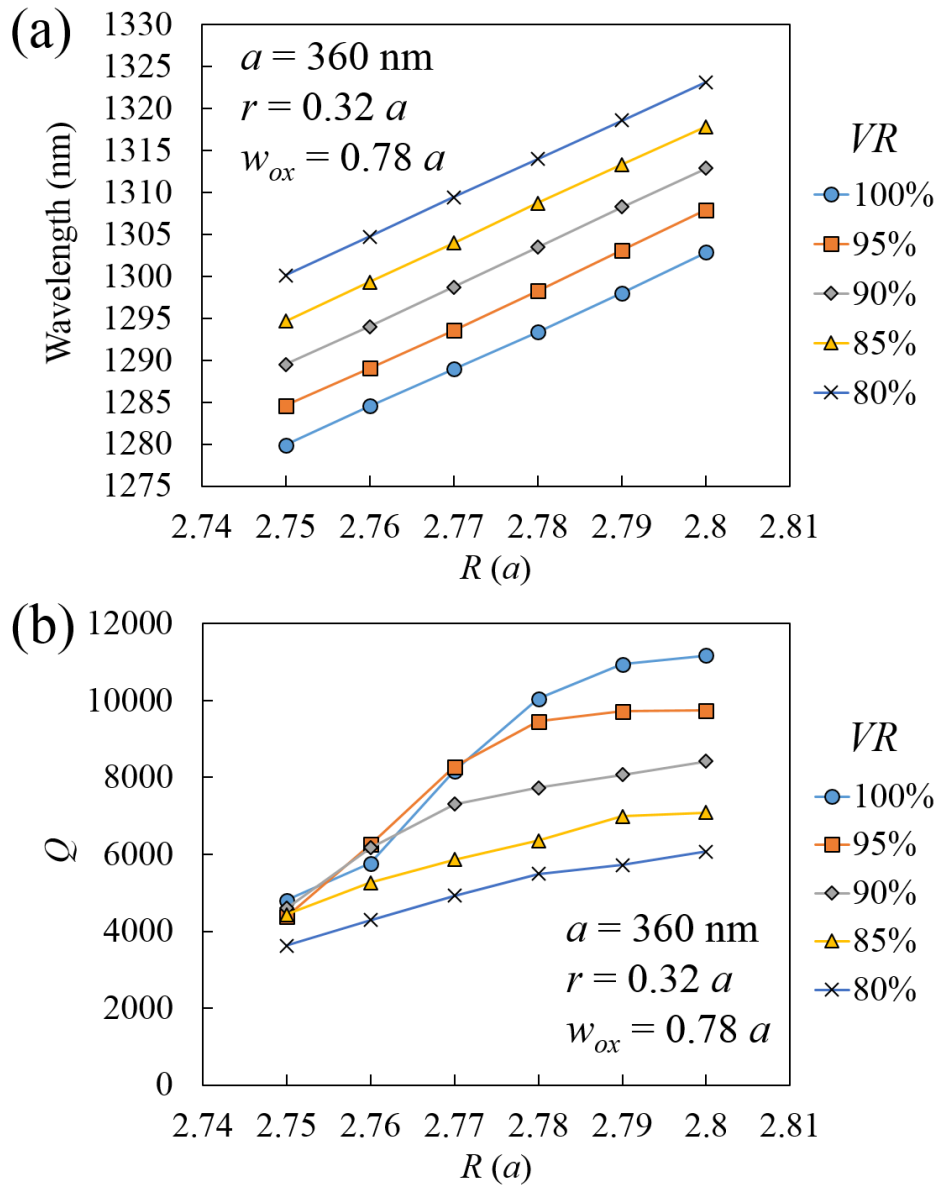 (a)
Wavelength (nm)
1330
1325
1320
1315
1310
1305
1300
1295
1290
1285
1280
1275
a = 360 nm
r = 0.32 a
wox = 0.78 a
2.74 2.75 2.76 2.77 2.78 2.79 2.8 2.81
R (a)
VR
100%
95%
90%
85%
80%
(b)
Q
12000
10000
8000
6000
4000
2000
0
a = 360 nm
r = 0.32 a
wox = 0.78 a
2.74 2.75 2.76 2.77 2.78 2.79 2.8 2.81
R (a)
VR
100%
95%
90%
85%
80%